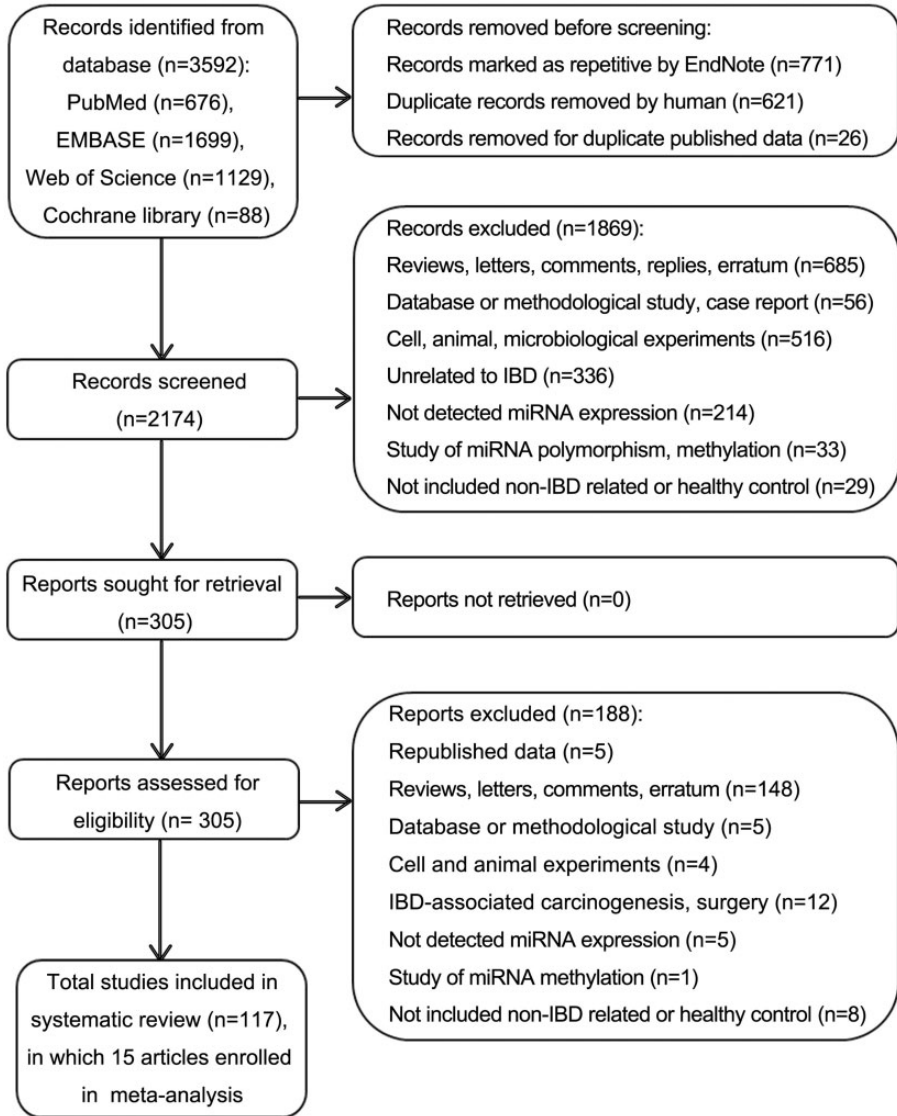 Records identified from
database (n=3592):
PubMed (n=676),
EMBASE (n=1699),
Web of Science (n=1129),
Cochrane library (n=88)
Records removed before screening:
Records marked as repetitive by EndNote (n=771)
Duplicate records removed by human (n=621)
Records removed for duplicate published data (n=26)
Records screened
(n=2174)
Records excluded (n=1869):
Reviews, letters, comments, replies, erratum (n=685)
Database or methodological study, case report (n=56)
Cell, animal, microbiological experiments (n=516)
Unrelated to IBD (n=336)
Not detected miRNA expression (n=214)
Study of miRNA polymorphism, methylation (n=33)
Not included non-IBD related or healthy control (n=29)
Reports sought for retrieval
(n=305)
Reports not retrieved (n=0)
Reports assessed for
eligibility (n= 305)
Reports excluded (n=188):
Republished data (n=5)
Reviews, letters, comments, erratum (n=148)
Database or methodological study (n=5)
Cell and animal experiments (n=4)
IBD-associated carcinogenesis, surgery (n=12)
Not detected miRNA expression (n=5)
Study of miRNA methylation (n=1)
Not included non-IBD related or healthy control (n=8)
Total studies included in
systematic review (n=117),
in which 15 articles enrolled
in meta-analysis